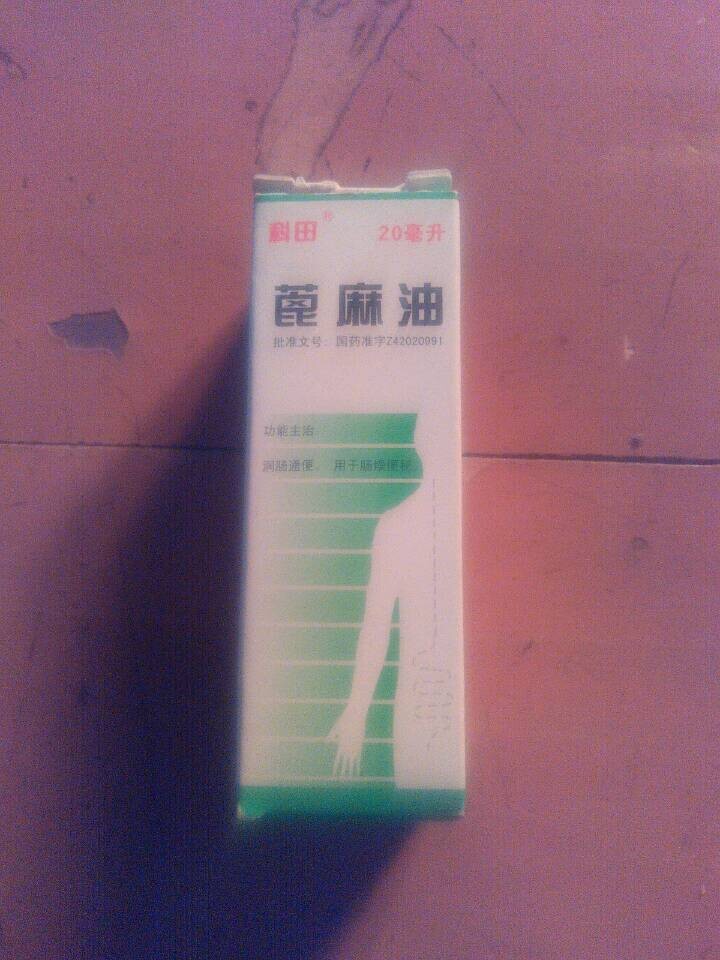 科田® 20毫升
蓖麻油
批准文号：国药准字Z42020991
功能主治：
润肠通便。用于肠燥便秘。